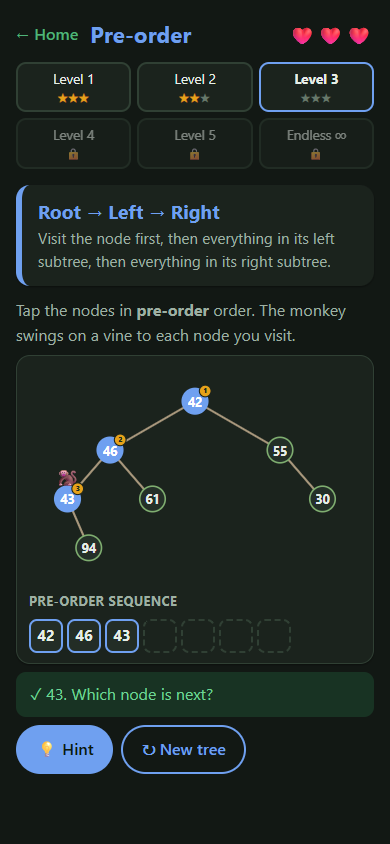 ← Home Pre-order
Level 1 Level 2 Level 3
Level 4 Level 5 Endless ∞
Root → Left → Right
Visit the node first, then everything in its left
subtree, then everything in its right subtree.
Tap the nodes in pre-order order. The monkey
swings on a vine to each node you visit.
42 1
46 2 55
43 3 61 30
94
PRE-ORDER SEQUENCE
42 46 43
✓ 43. Which node is next?
Hint ↻ New tree